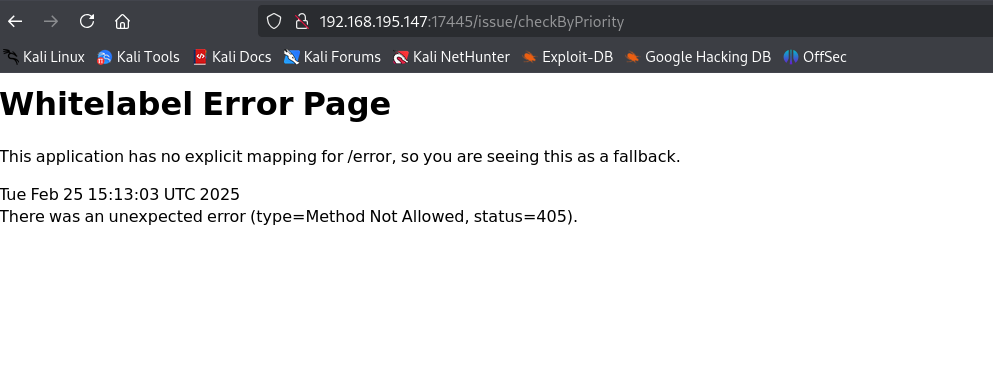 192.168.195.147:17445/issue/checkByPriority
Kali Linux Kali Tools Kali Docs Kali Forums Kali NetHunter Exploit-DB Google Hacking DB OffSec
Whitelabel Error Page
This application has no explicit mapping for /error, so you are seeing this as a fallback.
Tue Feb 25 15:13:03 UTC 2025
There was an unexpected error (type=Method Not Allowed, status=405).